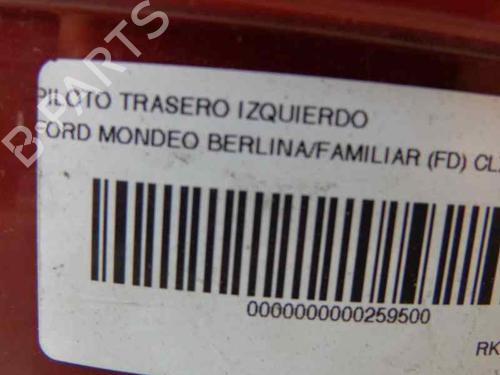 PILOTO TRASERO IZQUIERDO
FORD MONDEO BERLINA/FAMILIAR (FD) CL
0000000000259500
RK
B PARTS